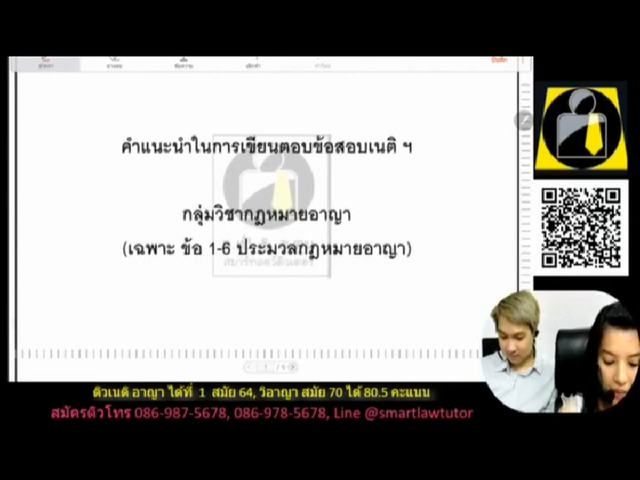 คำแนะนำในการเขียนตอบข้อสอบเนติ ฯ
กลุ่มวิชากฎหมายอาญา
(เฉพาะ ข้อ 1-6 ประมวลกฎหมายอาญา)
ติวเนติ อาญา ได้ที่ 1 สมัย 64, วิอาญา สมัย 70 ได้ 80.5 คะแนน
สมัครติวโทร 086-987-5678, 086-978-5678, Line @smartlawtutor